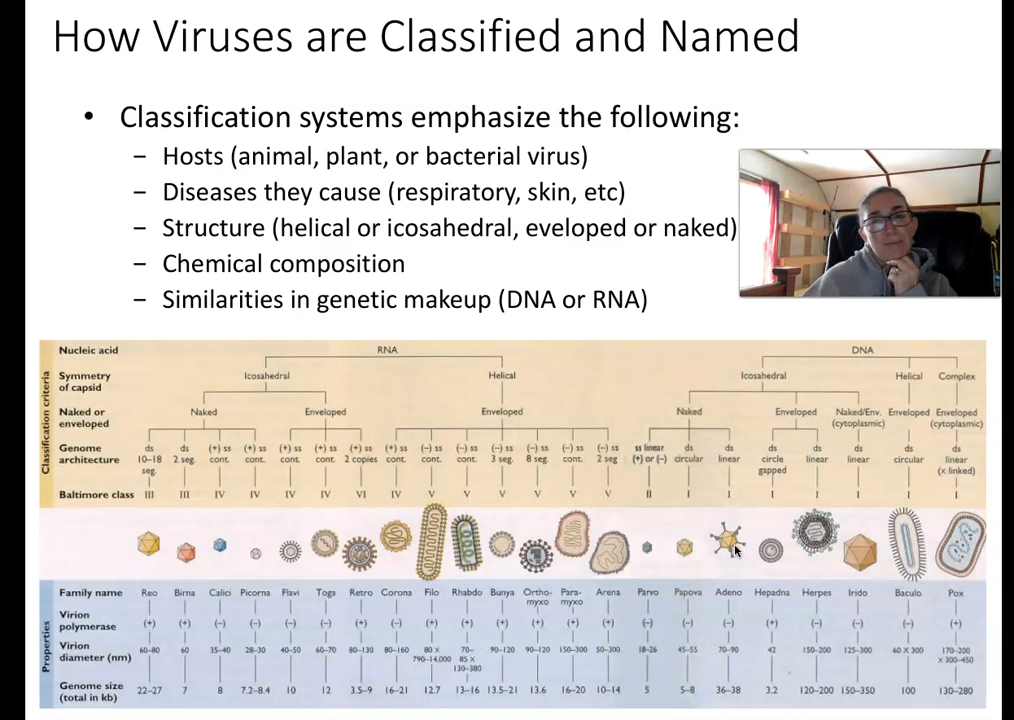 How Viruses are Classified and Named
• Classification systems emphasize the following:
– Hosts (animal, plant, or bacterial virus)
– Diseases they cause (respiratory, skin, etc)
– Structure (helical or icosahedral, eveloped or naked)
– Chemical composition
– Similarities in genetic makeup (DNA or RNA)
Classification criteria
Nucleic acid RNA DNA
Symmetry of capsid Icosahedral Helical Icosahedral Helical Complex
Naked or enveloped Naked Enveloped Enveloped Naked Enveloped Naked/Env. (cytoplasmic) Enveloped Enveloped (cytoplasmic)
Genome architecture ds 10–18 seg. ds 2 seg. (+) ss cont. (+) ss cont. (+) ss cont. (+) ss cont. (+) ss 2 copies (+) ss cont. (–) ss cont. (–) ss cont. (–) ss 3 seg. (–) ss 8 seg. (–) ss cont. (–) ss 2 seg ss linear (+) or (–) ds circular ds linear ds circle gapped ds linear ds linear ds circular ds linear (x linked)
Baltimore class III III IV IV IV IV VI IV V V V V V V II I I I I I I I
Properties
Family name Reo Birna Calici Picorna Flavi Toga Retro Corona Filo Rhabdo Bunya Ortho-myxo Para-myxo Arena Parvo Papova Adeno Hepadna Herpes Irido Baculo Pox
Virion polymerase (+) (+) (–) (–) (–) (–) (+) (–) (+) (+) (+) (+) (+) (+) (–) (–) (–) (+) (–) (–) (–) (+)
Virion diameter (nm) 60–80 60 35–40 28–30 40–50 60–70 80–130 80–160 80 × 790–14,000 70–85 × 130–380 90–120 90–120 150–300 50–300 18–26 45–55 70–90 42 150–200 125–300 60 X 300 170–200 X 300–450
Genome size (total in kb) 22–27 7 8 7.2–8.4 10 12 3.5–9 16–21 12.7 13–16 13.5–21 13.6 16–20 10–14 5 5–8 36–38 3.2 120–200 150–350 100 130–280